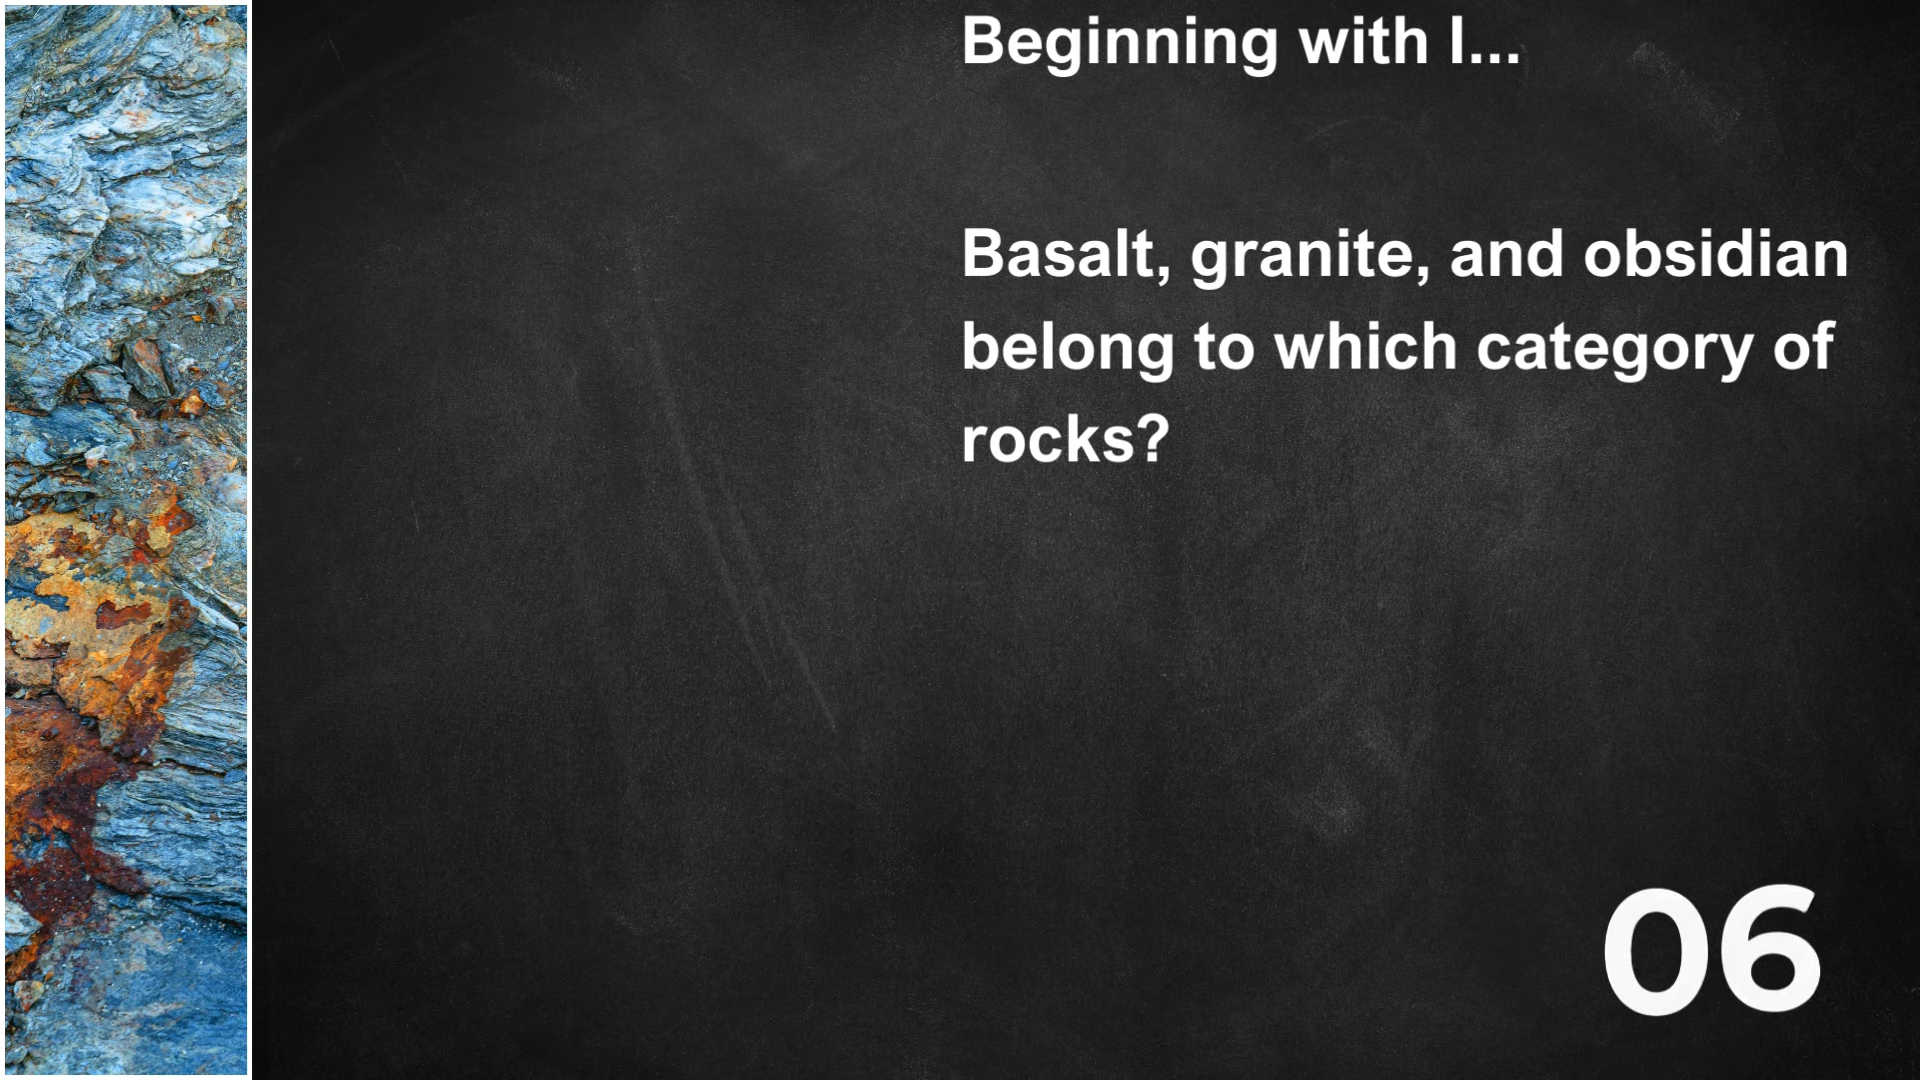 Beginning with I...
Basalt, granite, and obsidian
belong to which category of
rocks?
06